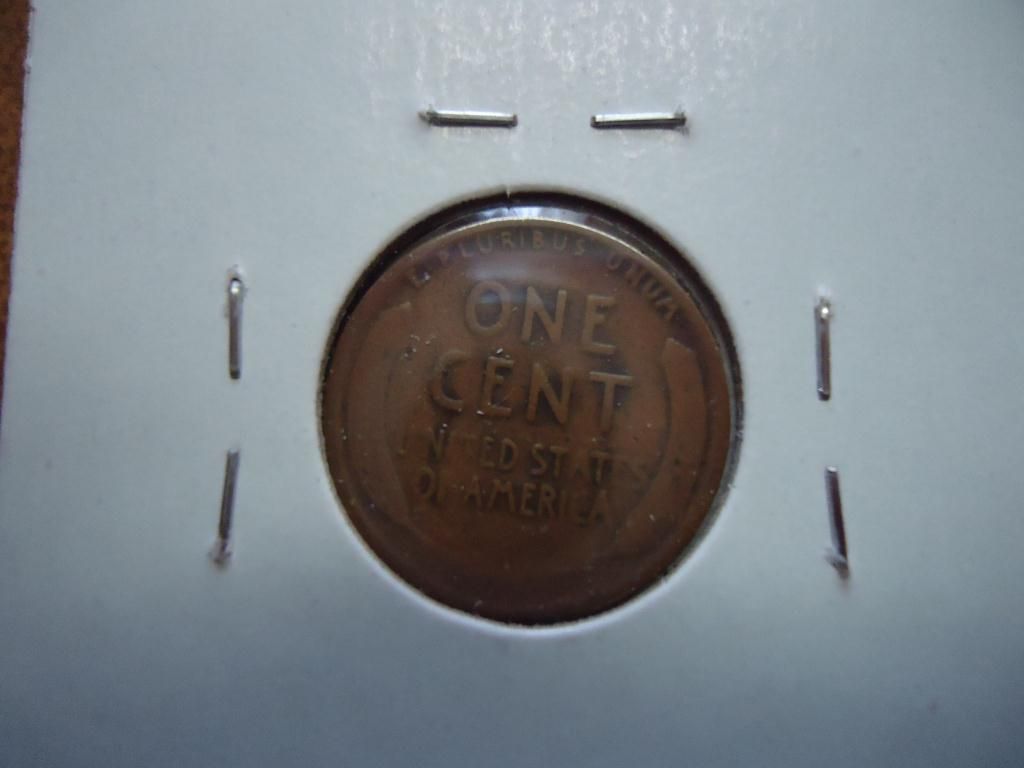 E PLURIBUS UNUM
ONE
CENT
UNITED STATES
OF AMERICA